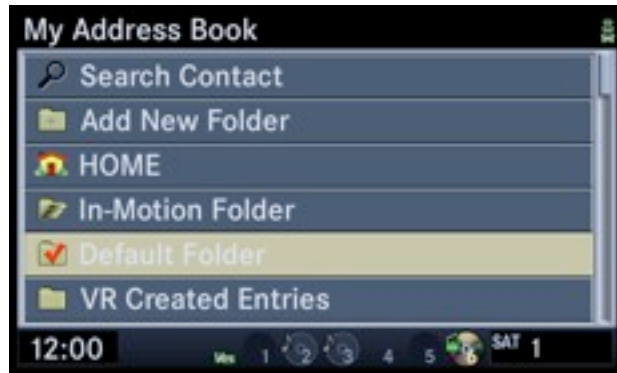 My Address Book
Search Contact
Add New Folder
HOME
In-Motion Folder
Default Folder
VR Created Entries
12:00 Ves 1 2 3 4 5 6 SAT 1